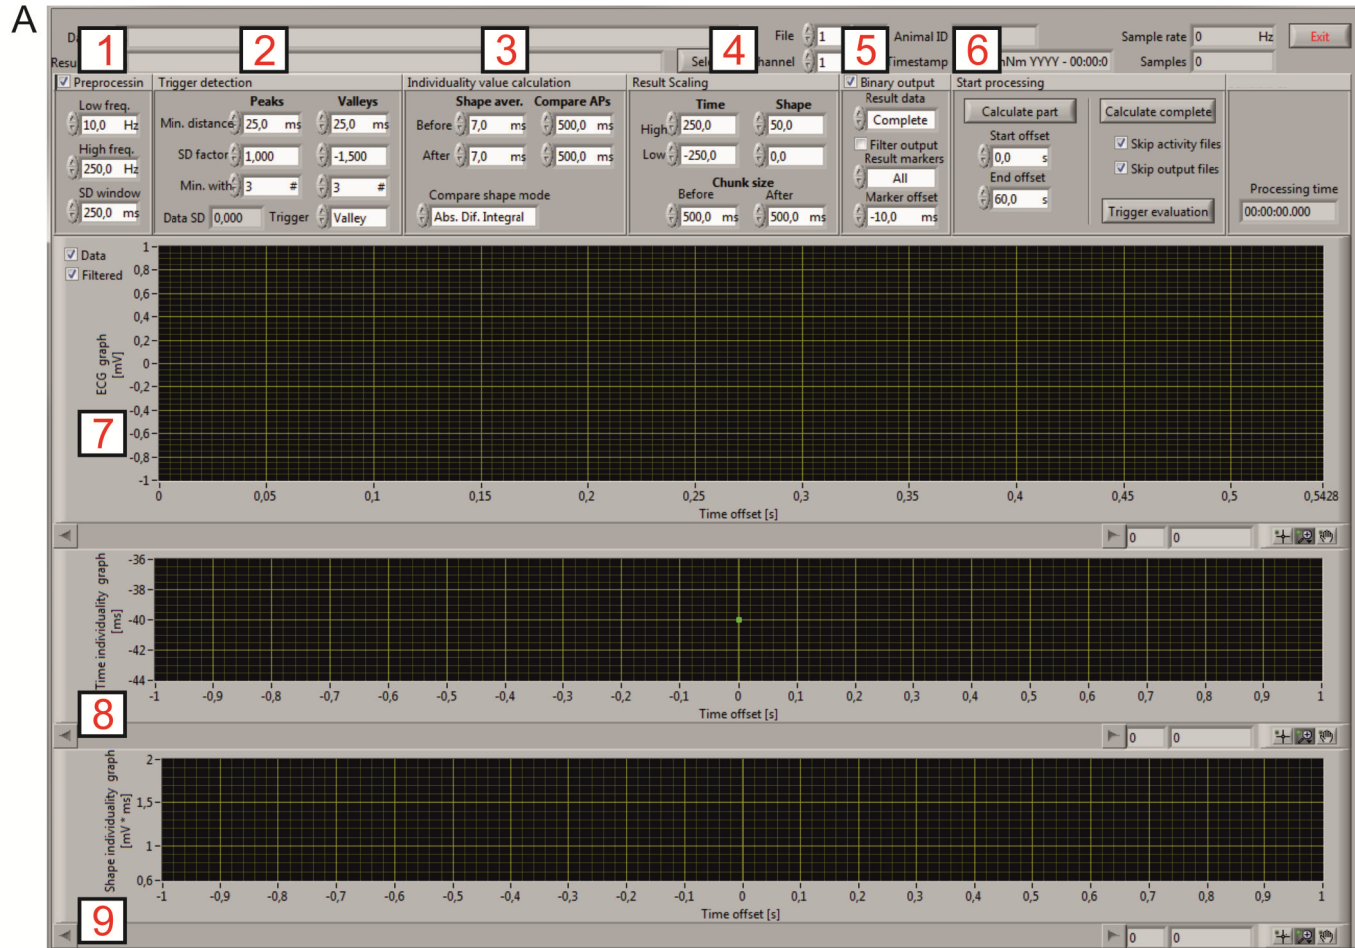 A
1 2 3 4 5 6
File 1 Animal ID Sample rate 0 Hz Exit
1 Timestamp YYYY - 00:00:0 Samples 0
Preprocessin Trigger detection Individuality value calculation Result Scaling Binary output Start processing
Low freq.
10,0 Hz
High freq.
250,0 Hz
SD window
250,0 ms
Peaks Valleys
Min. distance 25,0 ms 25,0 ms
SD factor 1,000 -1,500
Min. with 3 # 3 #
Data SD 0,000 Trigger Valley
Shape aver. Compare APs
Before 7,0 ms 500,0 ms
After 7,0 ms 500,0 ms
Compare shape mode
Abs. Dif. Integral
Time Shape
High 250,0 50,0
Low -250,0 0,0
Chunk size
Before After
500,0 ms 500,0 ms
Result data
Complete
Filter output
Result markers
All
Marker offset
-10,0 ms
Calculate part
Start offset
0,0 s
End offset
60,0 s
Calculate complete
Skip activity files
Skip output files
Trigger evaluation
Processing time
00:00:00.000
Data
Filtered
7
ECG graph
[mV]
1
0,8
0,6
0,4
0,2
0
-0,2
-0,4
-0,6
-0,8
-1
0 0,05 0,1 0,15 0,2 0,25 0,3 0,35 0,4 0,45 0,5 0,5428
Time offset [s]
0 0
8
Time individuality graph
[ms]
-36
-38
-40
-42
-44
-1 -0,9 -0,8 -0,7 -0,6 -0,5 -0,4 -0,3 -0,2 -0,1 0 0,1 0,2 0,3 0,4 0,5 0,6 0,7 0,8 0,9 1
Time offset [s]
0 0
9
Shape individuality graph
[mV * ms]
2
1,5
1
0,6
-1 -0,9 -0,8 -0,7 -0,6 -0,5 -0,4 -0,3 -0,2 -0,1 0 0,1 0,2 0,3 0,4 0,5 0,6 0,7 0,8 0,9 1
Time offset [s]
0 0